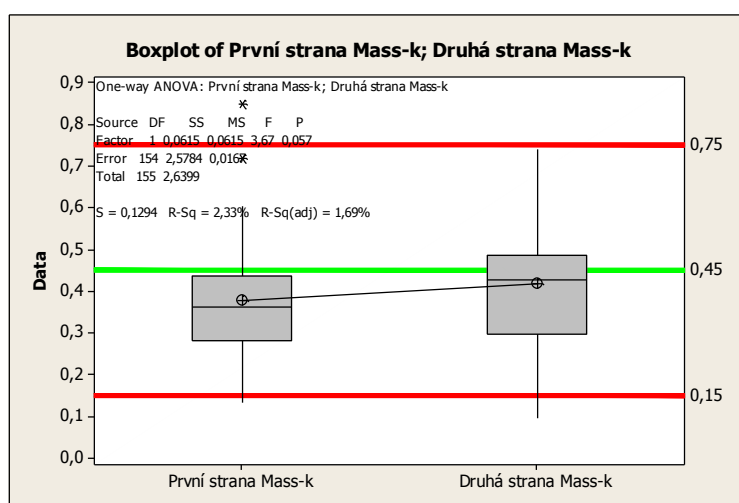 Boxplot of První strana Mass-k; Druhá strana Mass-k
One-way ANOVA: První strana Mass-k; Druhá strana Mass-k
Source DF SS MS F P
Factor 1 0,0615 0,0615 3,67 0,057
Error 154 2,5784 0,0167
Total 155 2,6399
S = 0,1294 R-Sq = 2,33% R-Sq(adj) = 1,69%
Data
0,9
0,8
0,7
0,6
0,5
0,4
0,3
0,2
0,1
0,0
0,75
0,45
0,15
První strana Mass-k
Druhá strana Mass-k